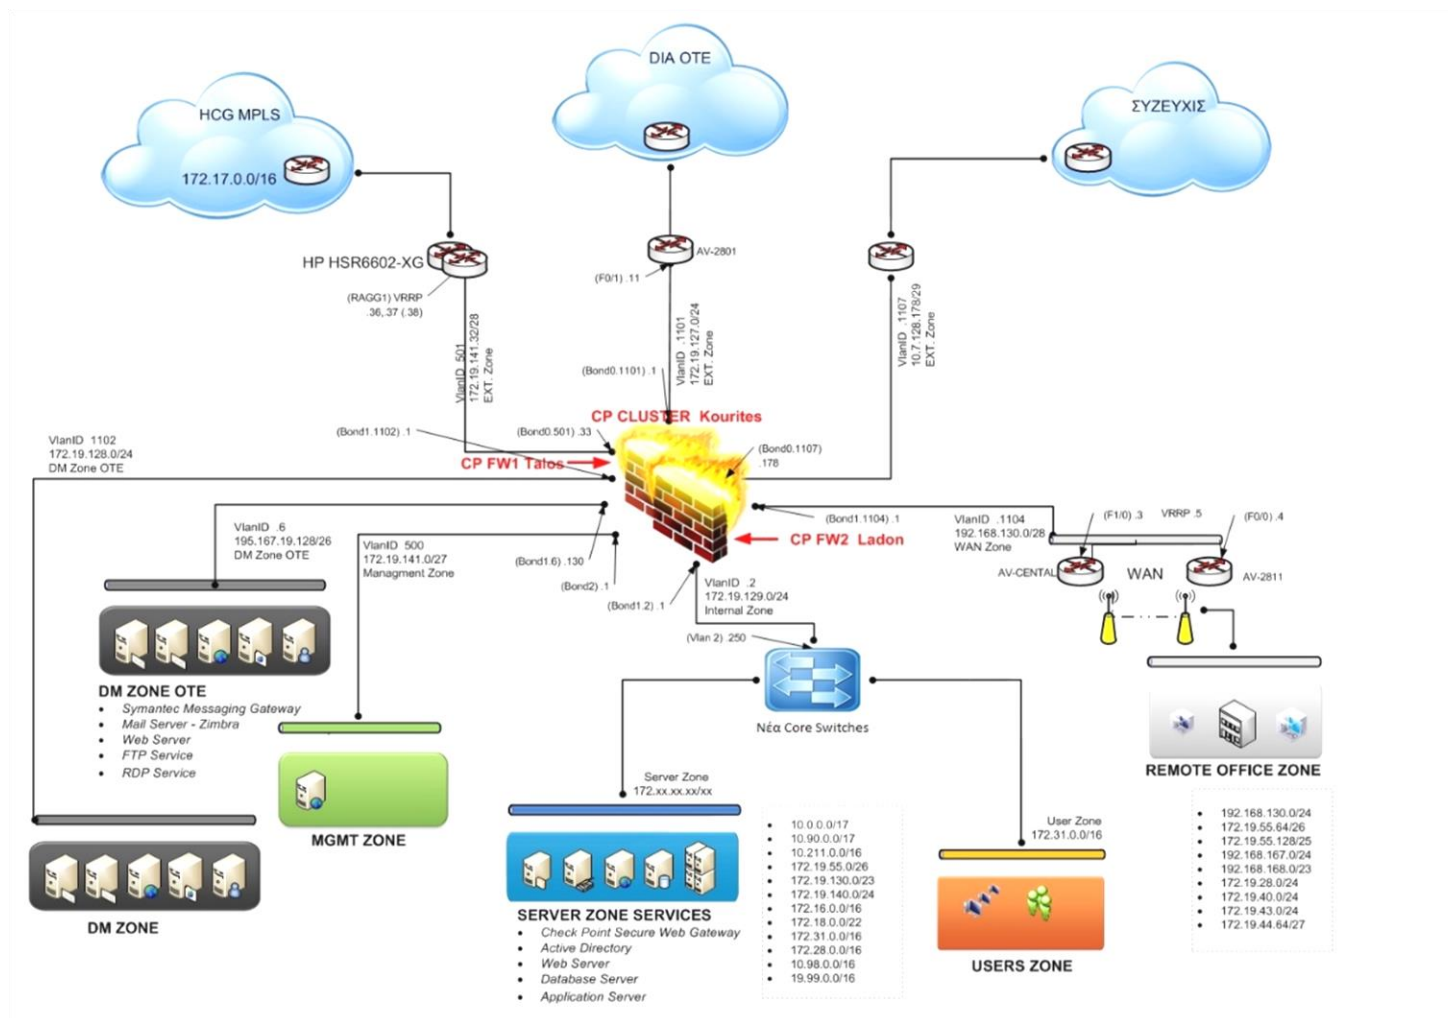 DIA OTE
HCG MPLS
172.17.0.0/16
ΣΥΖΕΥΧΙΣ
HP HSR6602-XG
(RAGG1) VRRP
.36,.37 (.38)
AV-2801
(F0/1) .11
VlanID 501
172.19.141.32/28
EXT. Zone
VlanID .1101
172.19.127.0/24
EXT. Zone
VlanID .1107
10.7.128.178/29
EXT. Zone
(Bond0.1101) .1
CP CLUSTER Kourites
(Bond1.1102) .1
(Bond0.501) .33
(Bond0.1107)
.178
CP FW1 Talos
VlanID 1102
172.19.128.0/24
DM Zone OTE
VlanID .6
195.167.19.128/26
DM Zone OTE
VlanID 500
172.19.141.0/27
Managment Zone
(Bond1.6) .130
(Bond2) .1
(Bond1.2) .1
CP FW2 Ladon
(Bond1.1104) .1
VlanID .1104
192.168.130.0/28
WAN Zone
(F1/0) .3
VRRP .5
(F0/0) .4
AV-CENTAL
WAN
AV-2811
VlanID .2
172.19.129.0/24
Internal Zone
(Vlan 2) .250
Νέα Core Switches
DM ZONE OTE
• Symantec Messaging Gateway
• Mail Server - Zimbra
• Web Server
• FTP Service
• RDP Service
MGMT ZONE
DM ZONE
Server Zone
172.xx.xx.xx/xx
SERVER ZONE SERVICES
• Check Point Secure Web Gateway
• Active Directory
• Web Server
• Database Server
• Application Server
• 10.0.0.0/17
• 10.90.0.0/17
• 10.211.0.0/16
• 172.19.55.0/26
• 172.19.130.0/23
• 172.19.140.0/24
• 172.16.0.0/16
• 172.18.0.0/22
• 172.31.0.0/16
• 172.28.0.0/16
• 10.98.0.0/16
• 19.99.0.0/16
User Zone
172.31.0.0/16
USERS ZONE
REMOTE OFFICE ZONE
• 192.168.130.0/24
• 172.19.55.64/26
• 172.19.55.128/25
• 192.168.167.0/24
• 192.168.168.0/23
• 172.19.28.0/24
• 172.19.40.0/24
• 172.19.43.0/24
• 172.19.44.64/27